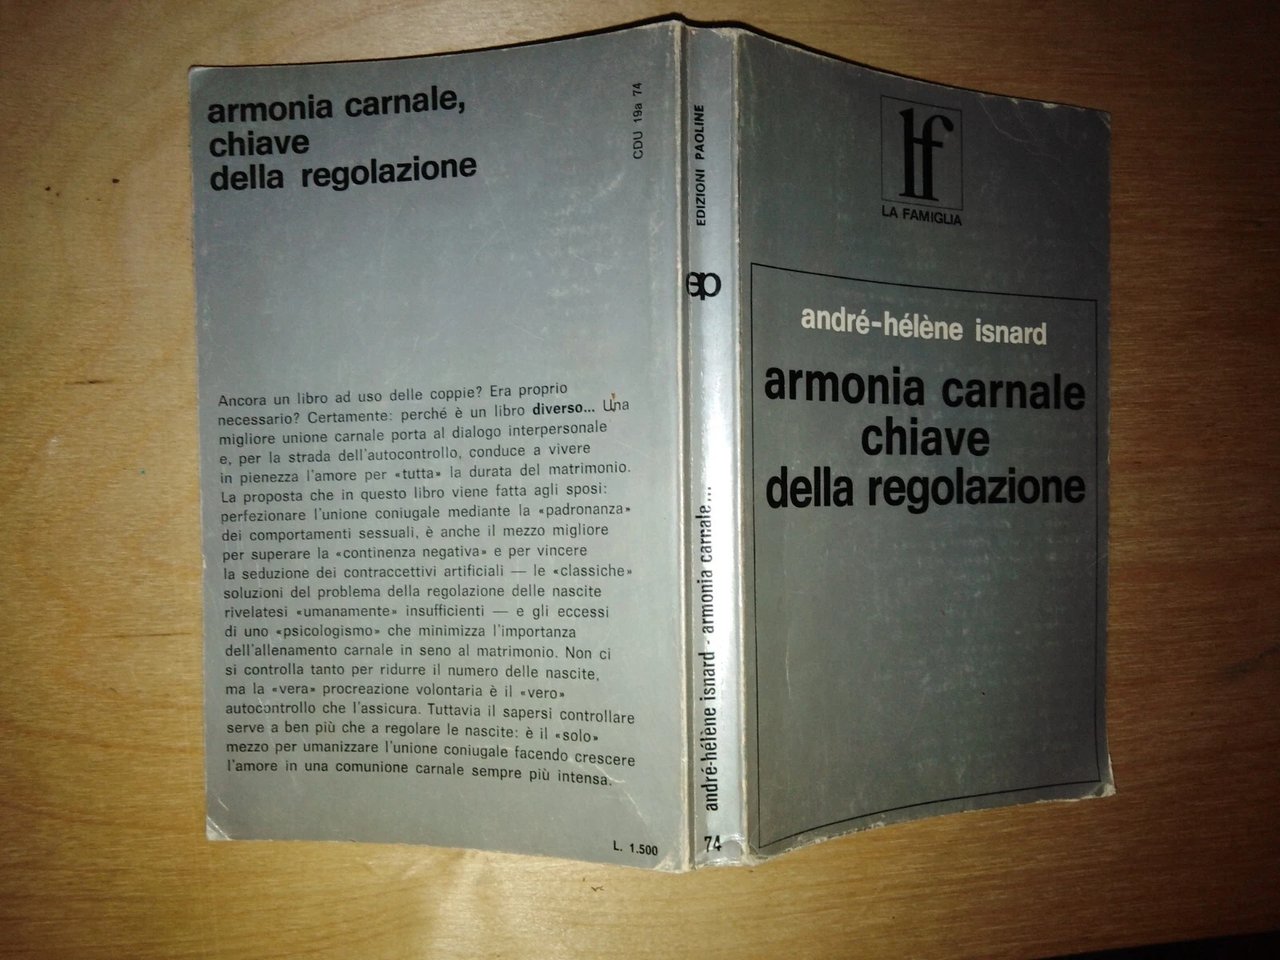 armonia carnale,
chiave
della regolazione
CDU 19a 74
Ancora un libro ad uso delle coppie? Era proprio
necessario? Certamente: perché è un libro diverso... Una
migliore unione carnale porta al dialogo interpersonale
e, per la strada dell'autocontrollo, conduce a vivere
in pienezza l'amore per «tutta» la durata del matrimonio.
La proposta che in questo libro viene fatta agli sposi:
perfezionare l'unione coniugale mediante la «padronanza»
dei comportamenti sessuali, è anche il mezzo migliore
per superare la «continenza negativa» e per vincere
la seduzione dei contraccettivi artificiali — le «classiche»
soluzioni del problema della regolazione delle nascite
rivelatesi «umanamente» insufficienti — e gli eccessi
di uno «psicologismo» che minimizza l'importanza
dell'allenamento carnale in seno al matrimonio. Non ci
si controlla tanto per ridurre il numero delle nascite,
ma la «vera» procreazione volontaria è il «vero»
autocontrollo che l'assicura. Tuttavia il sapersi controllare
serve a ben più che a regolare le nascite: è il «solo»
mezzo per umanizzare l'unione coniugale facendo crescere
l'amore in una comunione carnale sempre più intensa.
L. 1.500
EDIZIONI PAOLINE
ep
andré-hélène isnard - armonia carnale...
74
lf
LA FAMIGLIA
andré-hélène isnard
armonia carnale
chiave
della regolazione